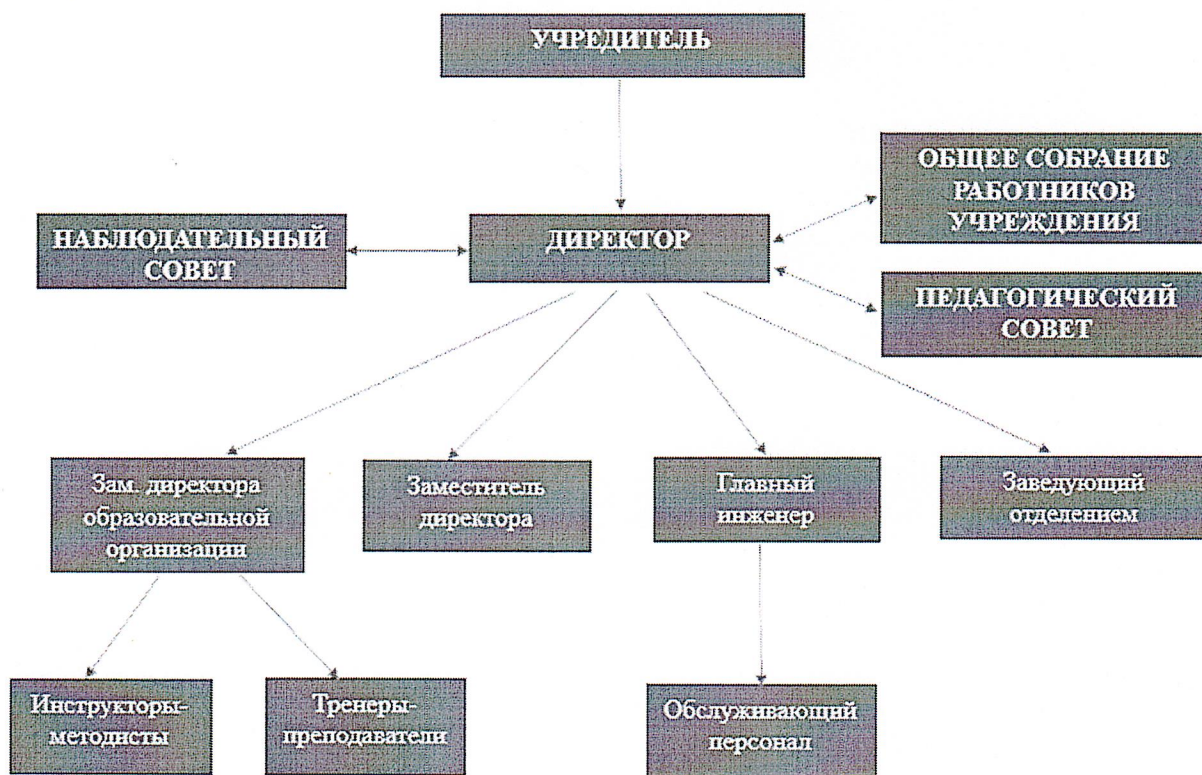 УЧРЕДИТЕЛЬ
ОБЩЕЕ СОБРАНИЕ
РАБОТНИКОВ
УЧРЕЖДЕНИЯ
НАБЛЮДАТЕЛЬНЫЙ
СОВЕТ
ДИРЕКТОР
ПЕДАГОГИЧЕСКИЙ
СОВЕТ
Зам. директора
образовательной
организации
Заместитель
директора
Главный
инженер
Заведующий
отделением
Инструкторы-
методисты
Тренеры-
преподаватели
Обслуживающий
персонал